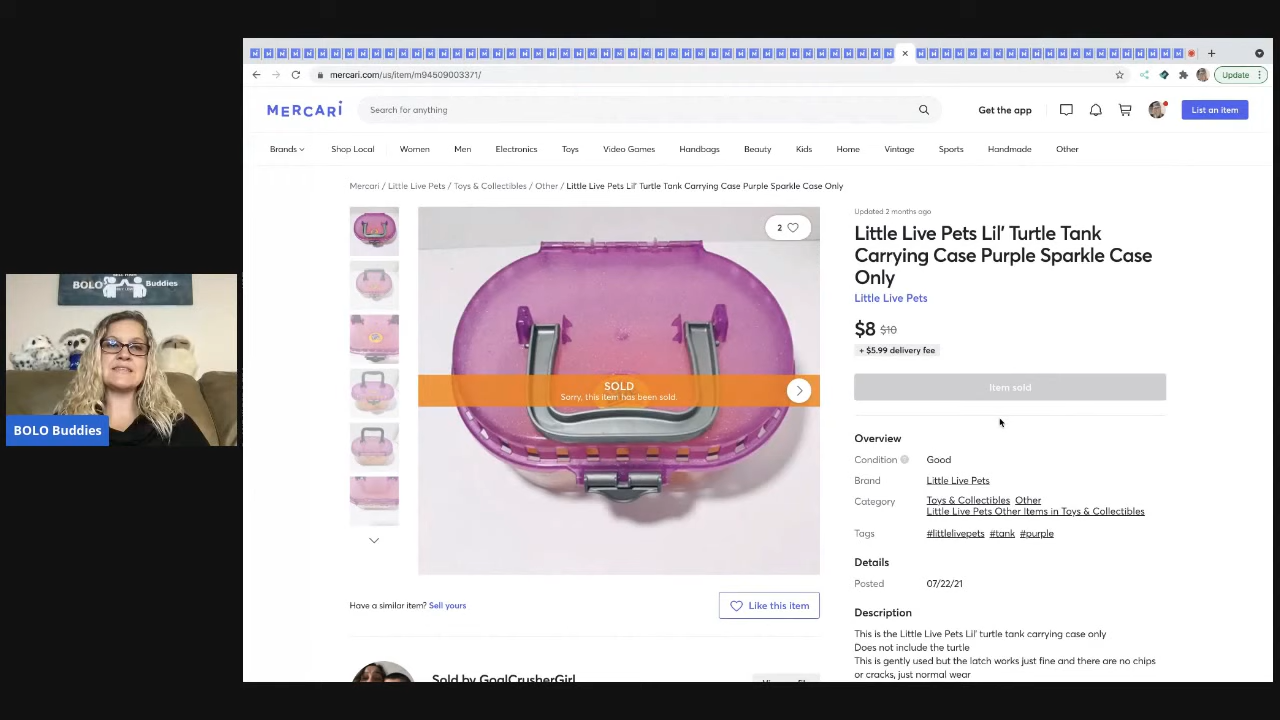 mercari.com/us/item/m94509003371/
Update
MERCARI
Search for anything
Get the app
List an item
Brands
Shop Local
Women
Men
Electronics
Toys
Video Games
Handbags
Beauty
Kids
Home
Vintage
Sports
Handmade
Other
Mercari / Little Live Pets / Toys & Collectibles / Other / Little Live Pets Lil' Turtle Tank Carrying Case Purple Sparkle Case Only
2
Updated 2 months ago
Little Live Pets Lil' Turtle Tank
Carrying Case Purple Sparkle Case
Only
Little Live Pets
$8 $10
+ $5.99 delivery fee
SOLD
Sorry, this item has been sold.
Item sold
Overview
Condition Good
Brand Little Live Pets
Category Toys & Collectibles Other
Little Live Pets Other Items in Toys & Collectibles
Tags #littlelivepets #tank #purple
Details
Posted 07/22/21
Description
This is the Little Live Pets Lil' turtle tank carrying case only
Does not include the turtle
This is gently used but the latch works just fine and there are no chips
or cracks, just normal wear
Have a similar item? Sell yours
Like this item
Sold by GoalCrusherGirl
BOLO Buddies
BOLO Buddies